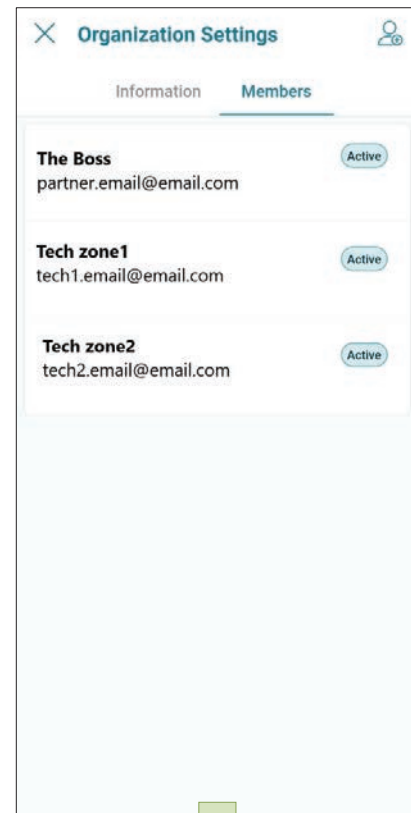 Organization Settings
Information Members
The Boss Active
partner.email@email.com
Tech zone1 Active
tech1.email@email.com
Tech zone2 Active
tech2.email@email.com